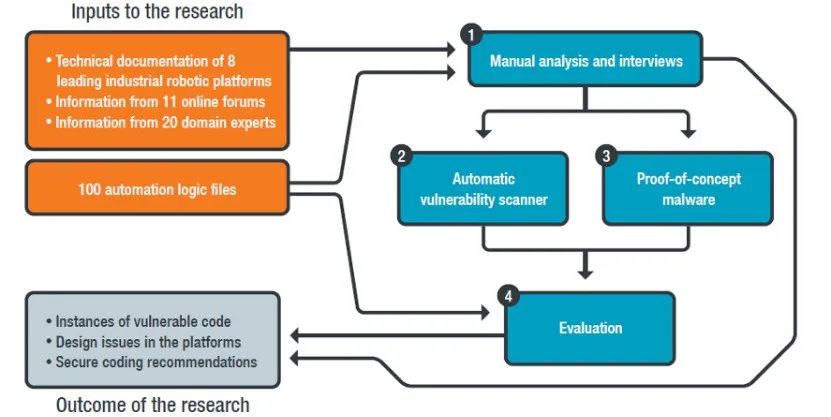 Inputs to the research
• Technical documentation of 8
leading industrial robotic platforms
• Information from 11 online forums
• Information from 20 domain experts
100 automation logic files
1
Manual analysis and interviews
2
Automatic
vulnerability scanner
3
Proof-of-concept
malware
4
Evaluation
• Instances of vulnerable code
• Design issues in the platforms
• Secure coding recommendations
Outcome of the research